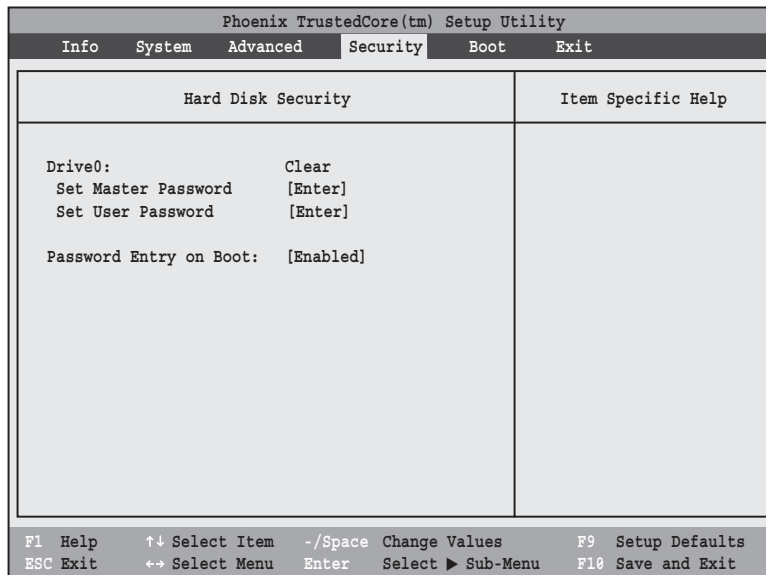 Phoenix TrustedCore(tm) Setup Utility
Info System Advanced Security Boot Exit
Hard Disk Security Item Specific Help
Drive0: Clear
Set Master Password [Enter]
Set User Password [Enter]
Password Entry on Boot: [Enabled]
F1 Help ↑↓ Select Item -/Space Change Values F9 Setup Defaults
ESC Exit ←→ Select Menu Enter Select ▶ Sub-Menu F10 Save and Exit